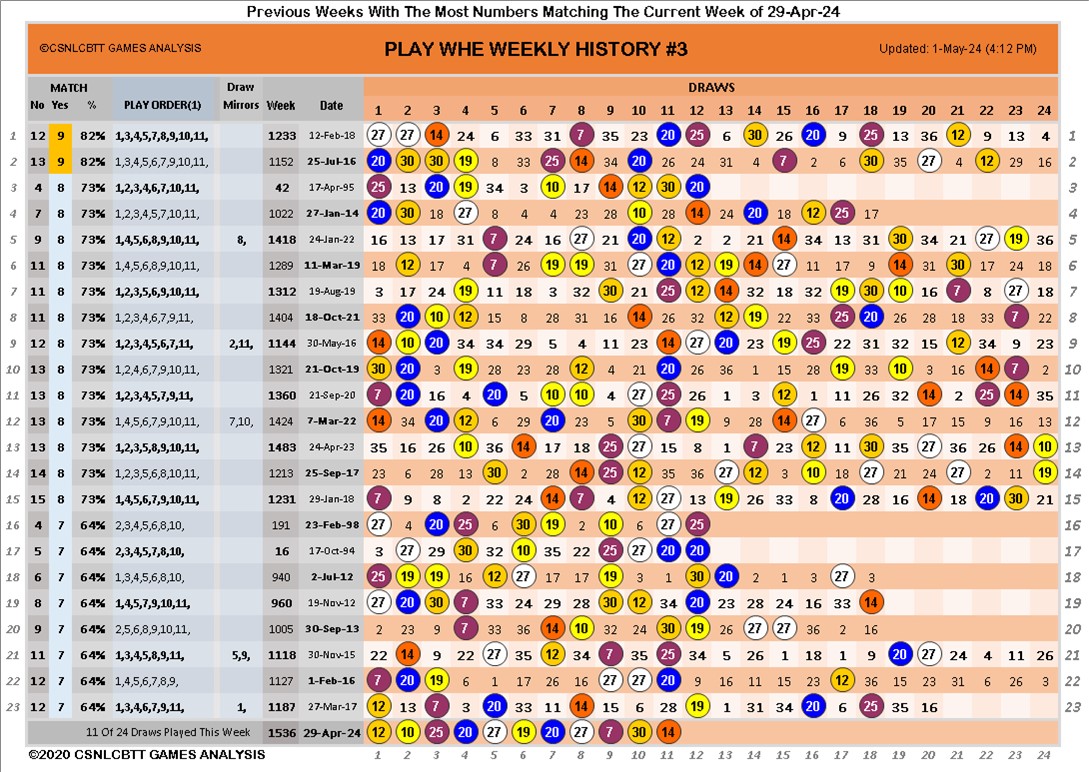 Previous Weeks With The Most Numbers Matching The Current Week of 29-Apr-24
©CSNLCBTT GAMES ANALYSIS PLAY WHE WEEKLY HISTORY #3 Updated: 1-May-24 (4:12 PM)
MATCH Draw DRAWS
No Yes % PLAY ORDER(1) Mirrors Week Date 1 2 3 4 5 6 7 8 9 10 11 12 13 14 15 16 17 18 19 20 21 22 23 24
1 12 9 82% 1,3,4,5,7,8,9,10,11, 1233 12-Feb-18 27 27 14 24 6 33 31 7 35 23 20 25 6 30 26 20 9 25 13 36 12 9 13 4 1
2 13 9 82% 1,3,4,5,6,7,9,10,11, 1152 25-Jul-16 20 30 30 19 8 33 25 14 34 20 26 24 31 4 7 2 6 30 35 27 2 12 29 16 2
3 4 8 73% 1,2,3,4,6,7,10,11, 42 17-Apr-95 25 13 20 19 34 3 10 17 14 12 30 20 3
4 7 8 73% 1,2,3,4,5,7,10,11, 1022 27-Jan-14 20 30 18 27 8 4 4 23 28 10 28 14 24 20 18 12 25 17 4
5 9 8 73% 1,4,5,6,8,9,10,11, 8, 1418 24-Jan-22 16 13 17 31 7 24 16 27 21 20 12 2 2 21 14 34 13 31 30 34 21 27 19 36 5
6 11 8 73% 1,4,5,6,8,9,10,11, 1289 11-Mar-19 18 12 17 4 7 26 19 19 31 27 20 12 19 14 27 11 17 9 14 31 30 17 24 18 6
7 11 8 73% 1,2,3,5,6,9,10,11, 1312 19-Aug-19 3 17 24 19 11 18 3 32 30 21 25 12 14 32 18 32 19 30 10 16 7 8 27 18 7
8 11 8 73% 1,2,3,4,6,7,9,11, 1404 18-Oct-21 33 20 10 12 15 8 28 31 16 14 28 33 12 19 22 33 25 20 26 28 18 33 7 22 8
9 12 8 73% 1,2,3,4,5,6,7,11, 2,11, 1144 30-May-16 14 10 20 34 34 29 5 4 11 23 14 27 20 23 19 25 22 31 32 15 12 34 9 29 9
10 13 8 73% 1,2,4,6,7,9,10,11, 1321 21-Oct-19 30 20 3 19 28 23 28 12 4 21 20 26 36 1 15 28 19 33 10 3 16 14 7 2 10
11 13 8 73% 1,2,3,4,5,7,9,11, 1360 21-Sep-20 7 20 16 4 20 5 10 10 4 27 25 26 1 3 12 1 11 26 32 14 2 25 14 35 11
12 13 8 73% 1,4,5,6,7,9,10,11, 7,10, 1424 7-Mar-22 14 34 20 12 6 29 20 23 5 30 7 19 9 28 14 27 6 36 5 17 15 9 16 13 12
13 13 8 73% 1,2,3,5,8,9,10,11, 1483 24-Apr-23 35 16 26 10 36 14 17 18 25 27 15 8 1 7 23 12 11 30 35 27 36 9 14 10 13
14 14 8 73% 1,2,3,5,6,8,10,11, 1213 25-Sep-17 23 6 28 13 30 2 28 14 25 12 35 36 27 12 3 10 18 27 14 21 27 2 11 19 14
15 15 8 73% 1,4,5,6,7,9,10,11, 1231 29-Jan-18 7 9 8 2 22 24 14 7 4 12 27 13 19 26 33 8 20 28 16 14 18 20 30 21 15
16 4 7 64% 2,3,4,5,6,8,10, 191 23-Feb-98 27 4 20 25 6 30 19 2 10 6 27 25 16
17 5 7 64% 2,3,4,5,7,8,10, 16 17-Oct-94 3 27 29 30 32 10 35 22 25 27 20 20 17
18 6 7 64% 1,3,4,5,6,8,10, 940 2-Jul-12 25 19 19 16 12 27 17 17 19 3 1 30 20 2 1 3 27 3 18
19 8 7 64% 1,4,5,7,9,10,11, 960 19-Nov-12 27 20 30 7 33 24 29 28 30 12 34 20 23 28 24 16 33 14 19
20 9 7 64% 2,5,6,8,9,10,11, 1005 30-Sep-13 2 23 9 7 33 36 14 10 32 24 30 19 26 27 27 36 2 16 20
21 11 7 64% 1,3,4,5,8,9,11, 5,9, 1118 30-Nov-15 22 14 9 22 27 12 34 9 7 35 25 34 5 26 1 18 1 9 20 27 24 4 11 26 21
22 12 7 64% 1,3,4,5,7,8,9, 1127 1-Feb-16 7 20 19 6 1 17 26 16 27 27 20 9 16 11 15 17 12 36 15 23 31 6 26 3 22
23 12 7 64% 1,3,4,6,7,9,11, 1, 1187 27-Mar-17 12 13 7 3 20 33 8 14 15 6 28 19 31 16 34 20 6 25 35 16 23
11 Of 24 Draws Played This Week 1536 29-Apr-24 12 10 25 20 27 19 20 27 7 30 14
©2020 CSNLCBTT GAMES ANALYSIS 1 2 3 4 5 6 7 8 9 10 11 12 13 14 15 16 17 18 19 20 21 22 23 24